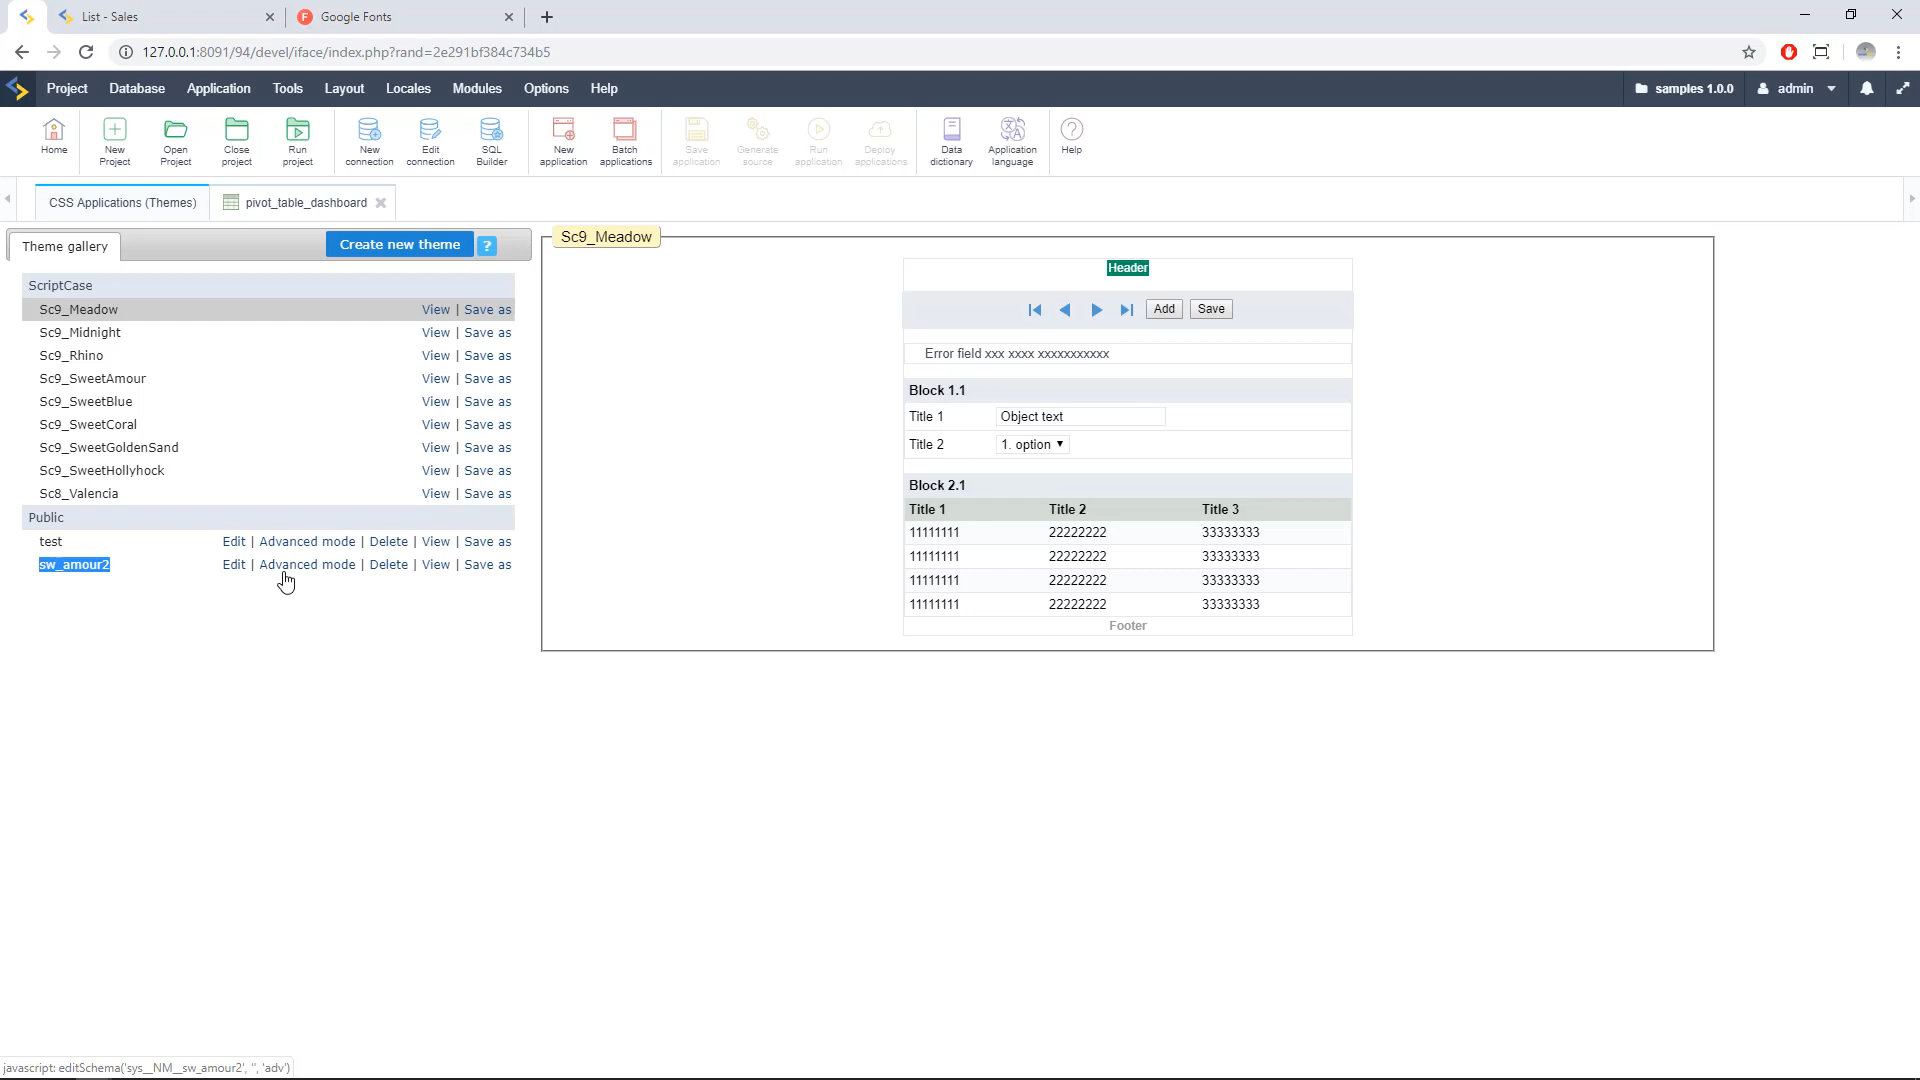 List - Sales
Google Fonts
127.0.0.1:8091/94/devel/iface/index.php?rand=2e291bf384c734b5
Project Database Application Tools Layout Locales Modules Options Help samples 1.0.0 admin
Home New Project Open Project Close project Run project New connection Edit connection SQL Builder New application Batch applications Save application Generate source Run application Deploy applications Data dictionary Application language Help
CSS Applications (Themes) pivot_table_dashboard
Theme gallery Create new theme ?
ScriptCase
Sc9_Meadow View | Save as
Sc9_Midnight View | Save as
Sc9_Rhino View | Save as
Sc9_SweetAmour View | Save as
Sc9_SweetBlue View | Save as
Sc9_SweetCoral View | Save as
Sc9_SweetGoldenSand View | Save as
Sc9_SweetHollyhock View | Save as
Sc8_Valencia View | Save as
Public
test Edit | Advanced mode | Delete | View | Save as
sw_amour2 Edit | Advanced mode | Delete | View | Save as
Sc9_Meadow
Header
Add Save
Error field xxx xxxx xxxxxxxxxxx
Block 1.1
Title 1 Object text
Title 2 1. option
Block 2.1
Title 1 Title 2 Title 3
11111111 22222222 33333333
11111111 22222222 33333333
11111111 22222222 33333333
11111111 22222222 33333333
Footer
javascript: editSchema('sys__NM__sw_amour2', '', 'adv')